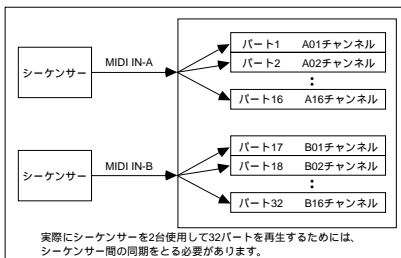 シーケンサー
MIDI IN-A
パート1 A01チャンネル
パート2 A02チャンネル
パート16 A16チャンネル
シーケンサー
MIDI IN-B
パート17 B01チャンネル
パート18 B02チャンネル
パート32 B16チャンネル
実際にシーケンサーを2台使用して32パートを再生するためには、
シーケンサー間の同期をとる必要があります。